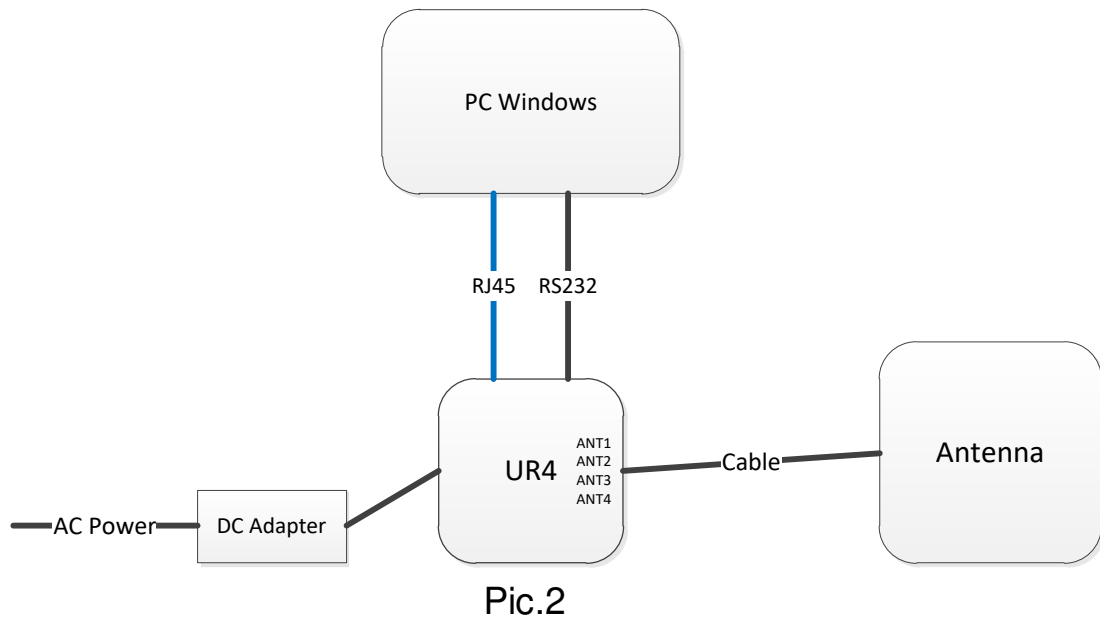 PC Windows
RJ45 RS232
ANT1
ANT2
ANT3
ANT4
UR4
Cable
Antenna
AC Power
DC Adapter
Pic.2